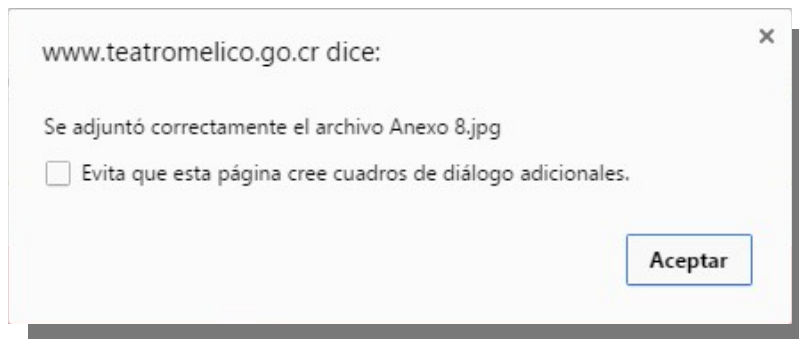 www.teatromelico.go.cr dice:
Se adjuntó correctamente el archivo Anexo 8.jpg
Evita que esta página cree cuadros de diálogo adicionales.
Aceptar